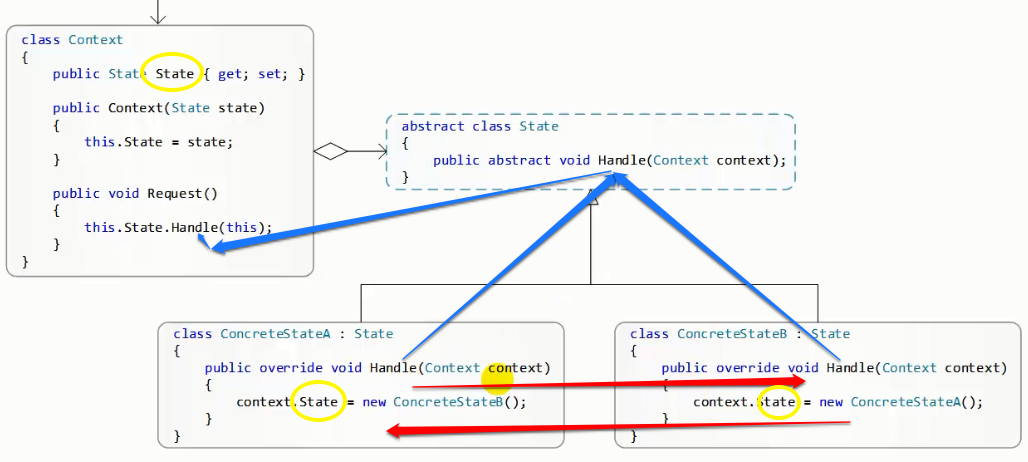 class Context
{
public State State { get; set; }
public Context(State state)
{
this.State = state;
}
public void Request()
{
this.State.Handle(this);
}
}
abstract class State
{
public abstract void Handle(Context context);
}
class ConcreteStateA : State
{
public override void Handle(Context context)
{
context.State = new ConcreteStateB();
}
}
class ConcreteStateB : State
{
public override void Handle(Context context)
{
context.State = new ConcreteStateA();
}
}